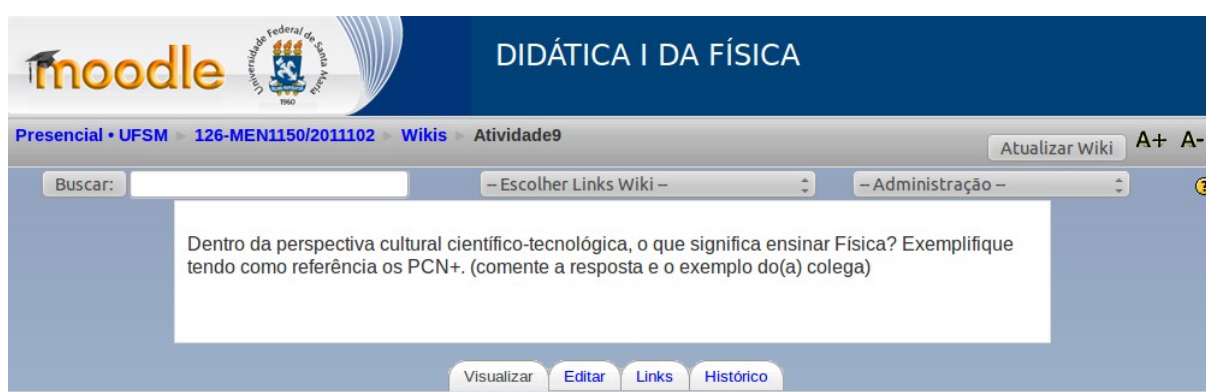 moodle
Universidade Federal de Santa Maria
1960
DIDÁTICA I DA FÍSICA
Presencial • UFSM ► 126-MEN1150/2011102 ► Wikis ► Atividade9
Atualizar Wiki A+ A-
Buscar: -- Escolher Links Wiki -- -- Administração -- ?
Dentro da perspectiva cultural científico-tecnológica, o que significa ensinar Física? Exemplifique
tendo como referência os PCN+. (comente a resposta e o exemplo do(a) colega)
Visualizar Editar Links Histórico